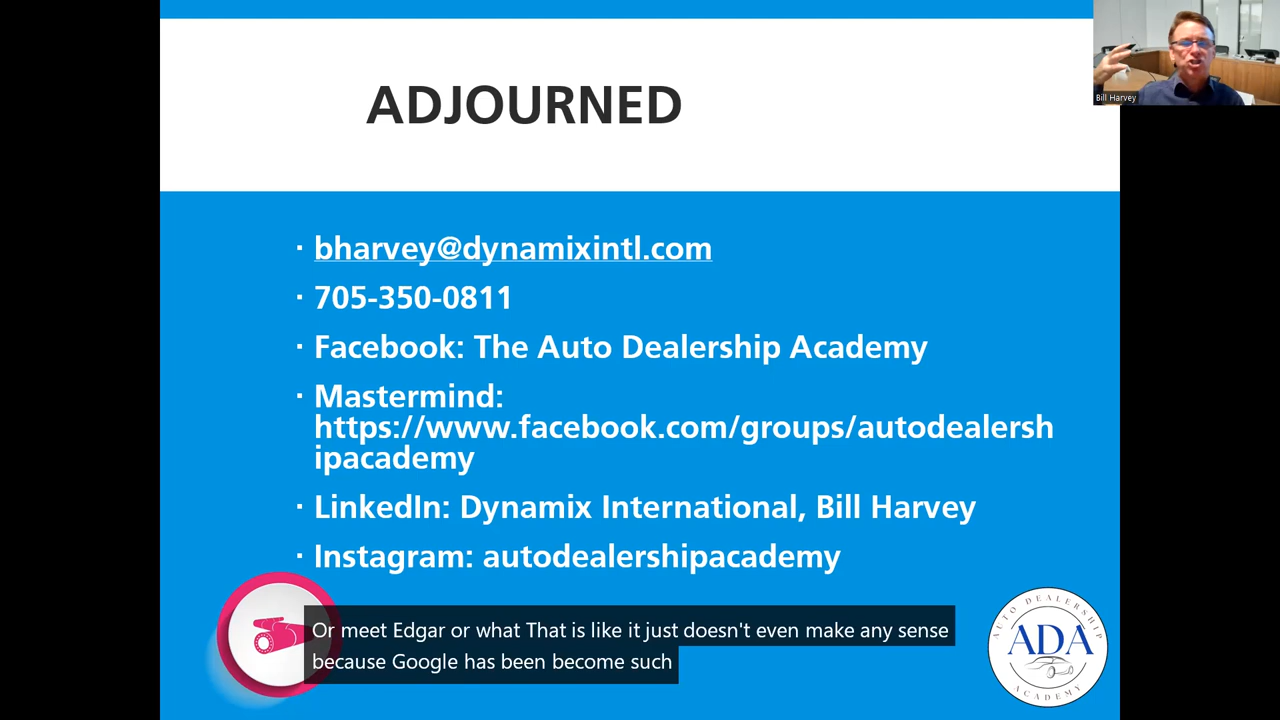 ADJOURNED
Bill Harvey
· bharvey@dynamixintl.com
· 705-350-0811
· Facebook: The Auto Dealership Academy
· Mastermind:
https://www.facebook.com/groups/autodealersh
ipacademy
· LinkedIn: Dynamix International, Bill Harvey
· Instagram: autodealershipacademy
Or meet Edgar or what That is like it just doesn't even make any sense
because Google has been become such
AUTO DEALERSHIP
ADA
ACADEMY